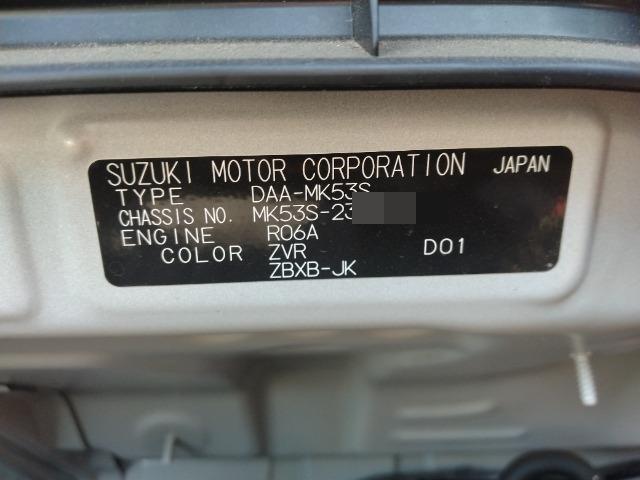 SUZUKI MOTOR CORPORATION JAPAN
TYPE DAA-MK53S
CHASSIS NO. MK53S-23
ENGINE R06A
COLOR ZVR D01
ZBXB-JK